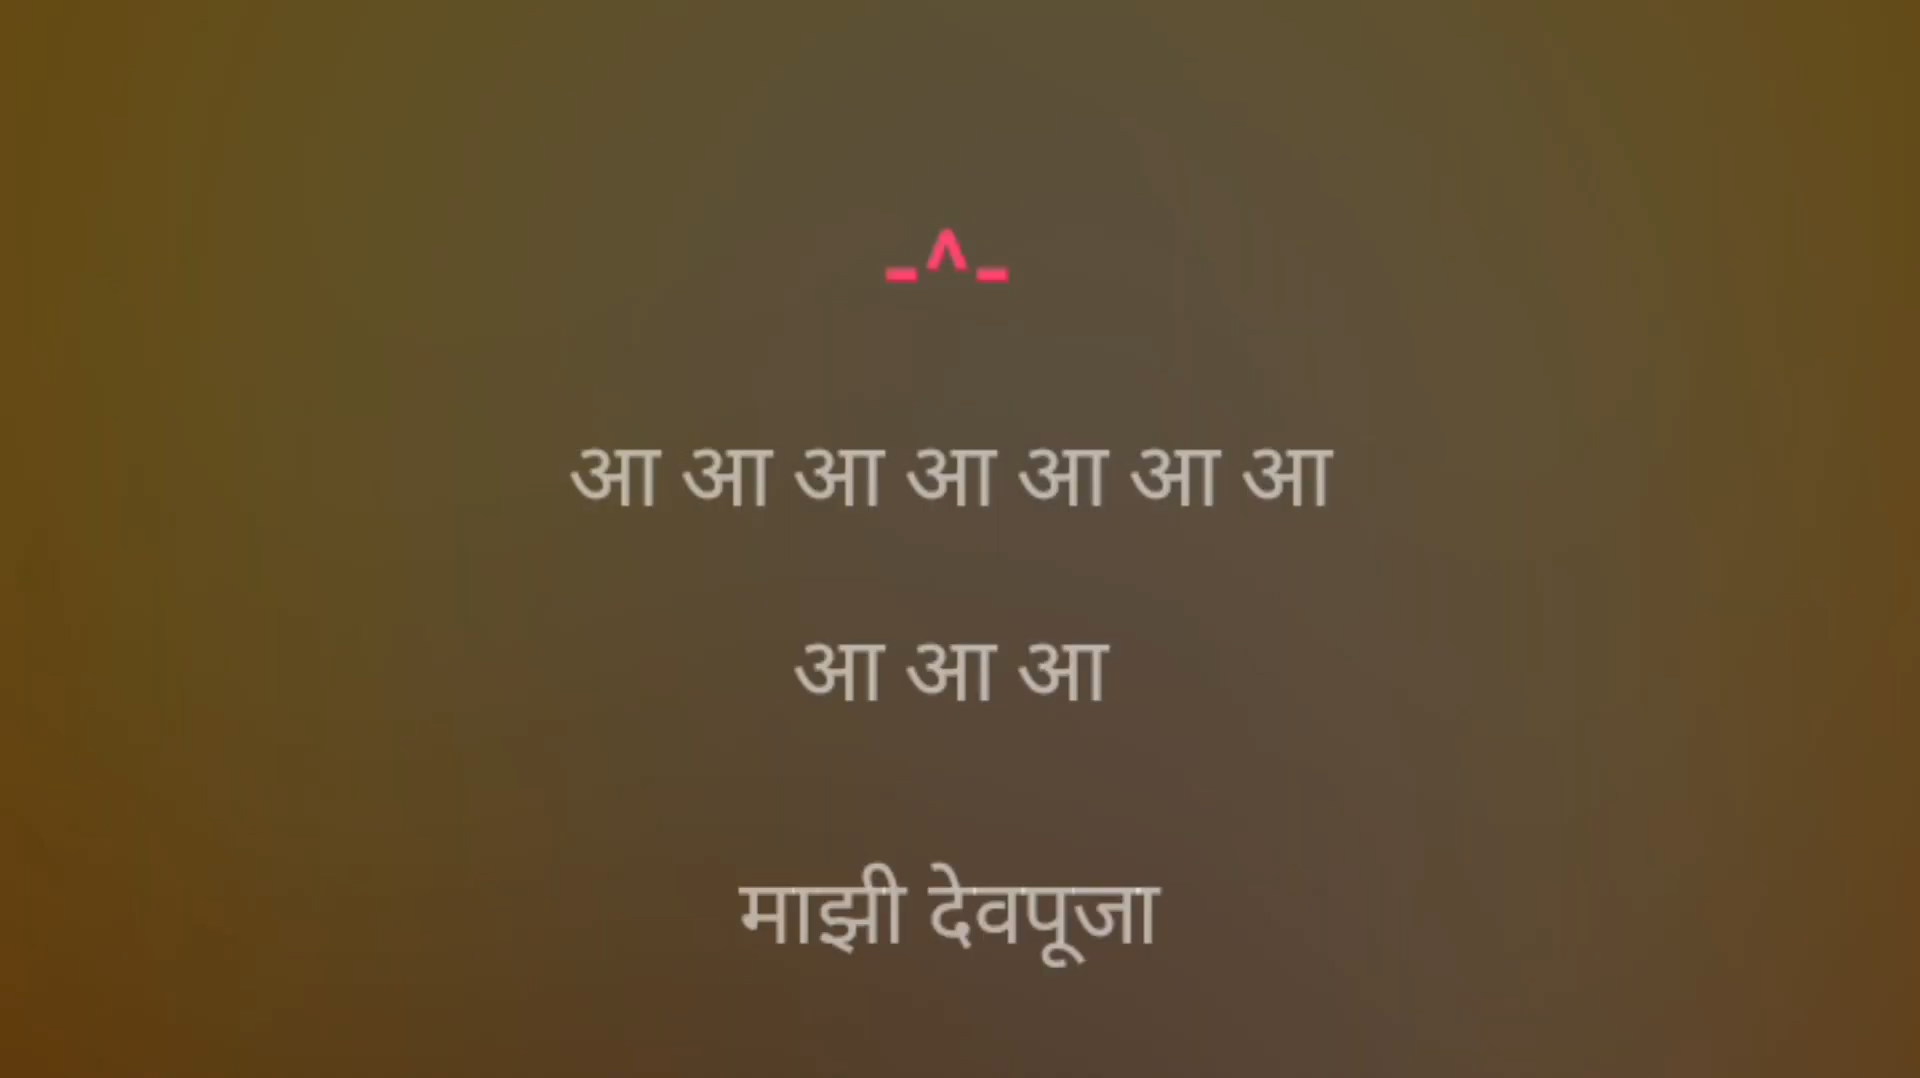 -^-
आ आ आ आ आ आ आ
आ आ आ
माझी देवपूजा